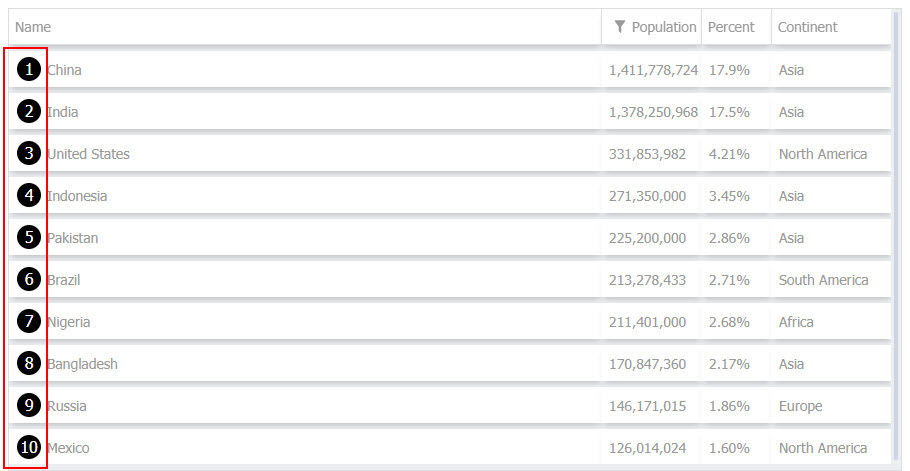 Name Population Percent Continent
1 China 1,411,778,724 17.9% Asia
2 India 1,378,250,968 17.5% Asia
3 United States 331,853,982 4.21% North America
4 Indonesia 271,350,000 3.45% Asia
5 Pakistan 225,200,000 2.86% Asia
6 Brazil 213,278,433 2.71% South America
7 Nigeria 211,401,000 2.68% Africa
8 Bangladesh 170,847,360 2.17% Asia
9 Russia 146,171,015 1.86% Europe
10 Mexico 126,014,024 1.60% North America